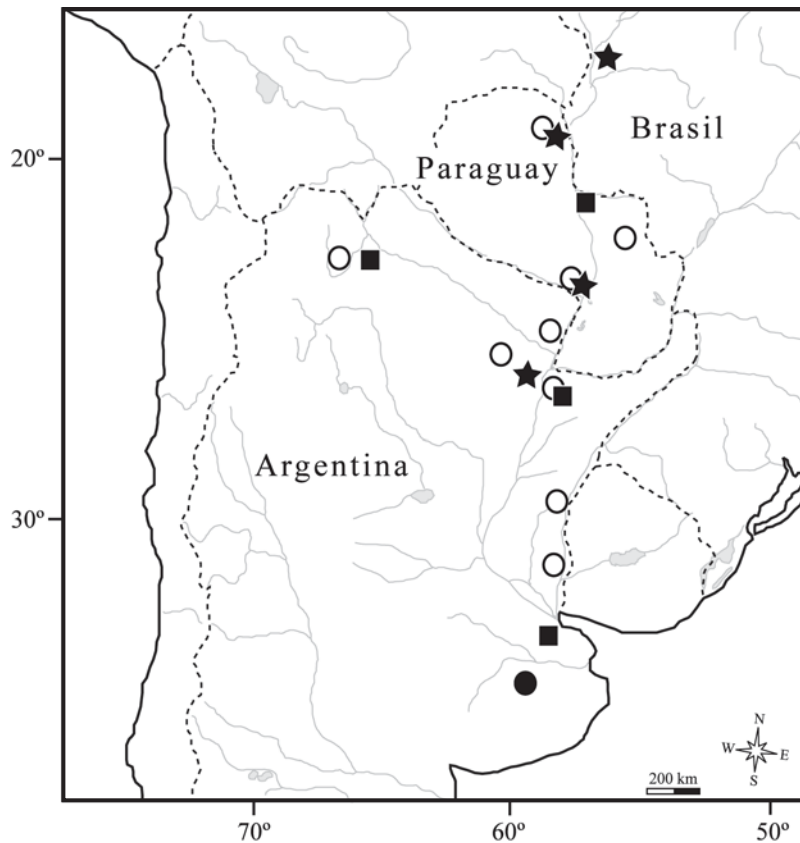 Brasil
20º
Paraguay
Argentina
30º
N
W E
S
200 km
70º 60º 50º